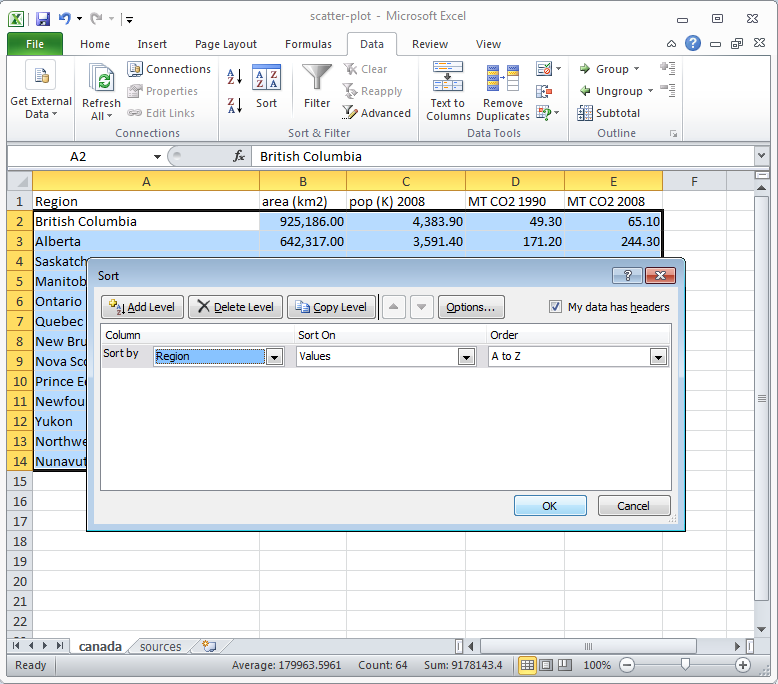 scatter-plot - Microsoft Excel
File Home Insert Page Layout Formulas Data Review View
Get External Data
Refresh All
Connections
Properties
Edit Links
Connections
Sort
Filter
Clear
Reapply
Advanced
Sort & Filter
Text to Columns
Remove Duplicates
Data Tools
Group
Ungroup
Subtotal
Outline
A2 fx British Columbia
A B C D E F
1 Region area (km2) pop (K) 2008 MT CO2 1990 MT CO2 2008
2 British Columbia 925,186.00 4,383.90 49.30 65.10
3 Alberta 642,317.00 3,591.40 171.20 244.30
4 Saskatch
5 Manitob
6 Ontario
7 Quebec
8 New Bru
9 Nova Sco
10 Prince E
11 Newfou
12 Yukon
13 Northwe
14 Nunavut
15
16
17
18
19
20
21
22
Sort
Add Level Delete Level Copy Level Options... My data has headers
Column Sort On Order
Sort by Region Values A to Z
OK Cancel
canada sources
Ready Average: 179963.5961 Count: 64 Sum: 9178143.4 100%